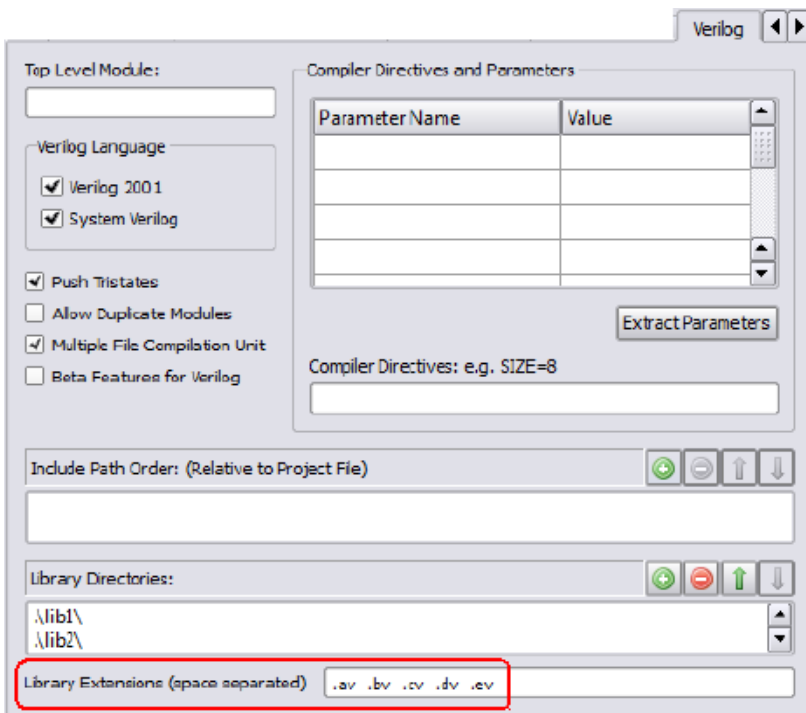 Verilog
Top Level Module:
Compiler Directives and Parameters
Parameter Name
Value
Verilog Language
Verilog 2001
System Verilog
Push Tristates
Allow Duplicate Modules
Multiple File Compilation Unit
Beta Features for Verilog
Extract Parameters
Compiler Directives: e.g. SIZE=8
Include Path Order: (Relative to Project File)
Library Directories:
.\lib1\
.\lib2\
Library Extensions (space separated)
.av .bv .cv .dv .ev